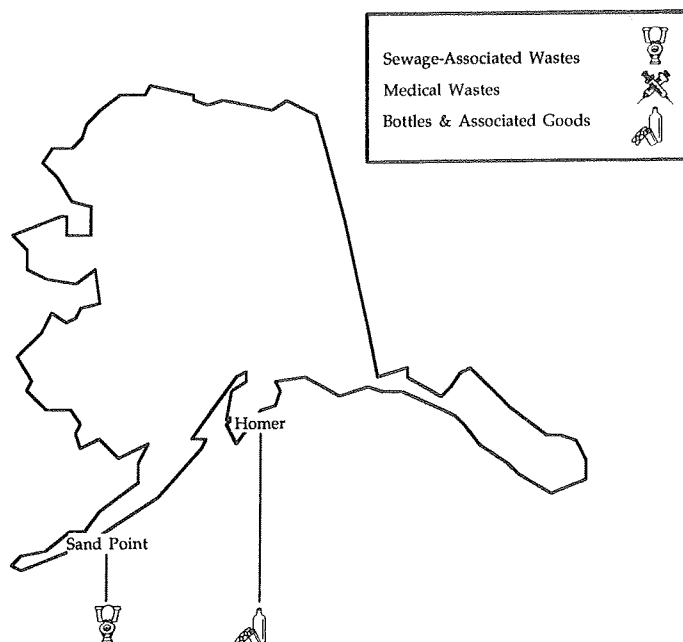 Sewage-Associated Wastes
Medical Wastes
Bottles & Associated Goods
Homer
Sand Point